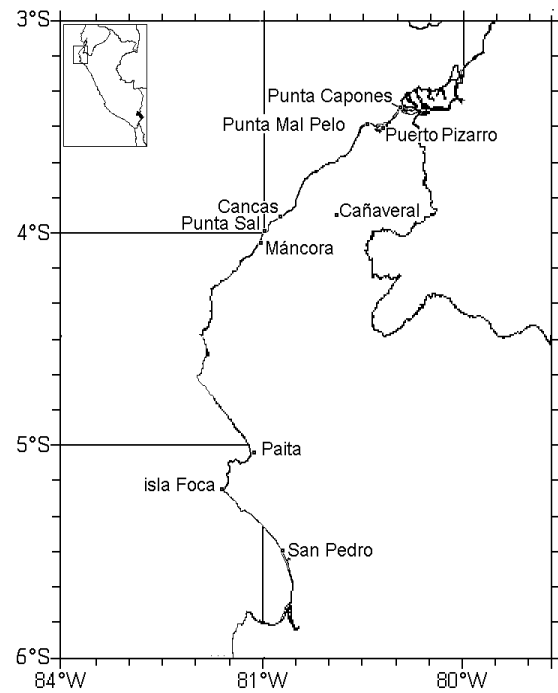 3°S
Punta Capones
Punta Mal Pelo
Puerto Pizarro
Cancas
Cañaveral
Punta Sal
4°S
Máncora
5°S
Paita
isla Foca
San Pedro
6°S
84°W
81°W
80°W